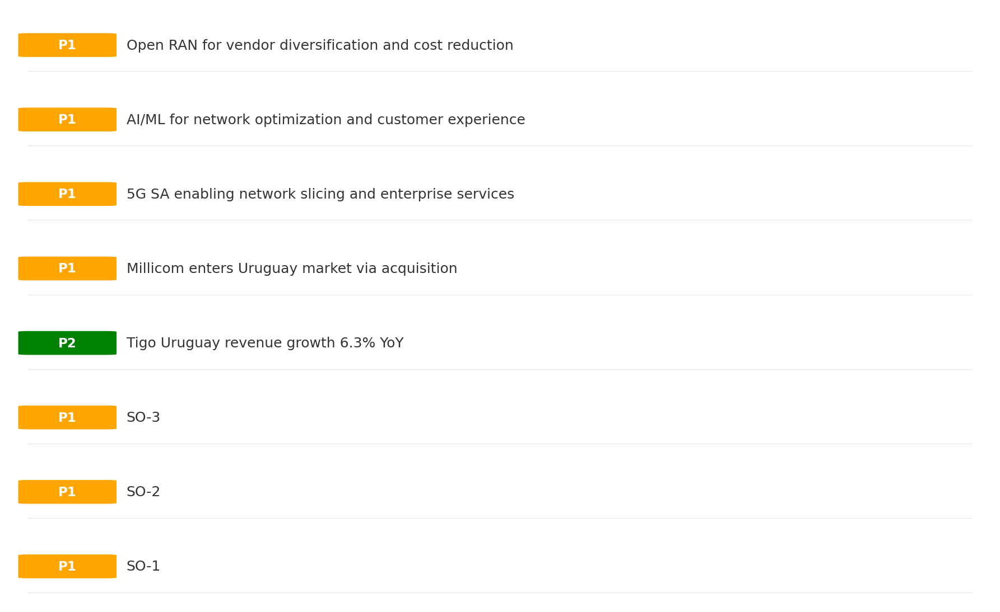 P1 Open RAN for vendor diversification and cost reduction
P1 AI/ML for network optimization and customer experience
P1 5G SA enabling network slicing and enterprise services
P1 Millicom enters Uruguay market via acquisition
P2 Tigo Uruguay revenue growth 6.3% YoY
P1 SO-3
P1 SO-2
P1 SO-1